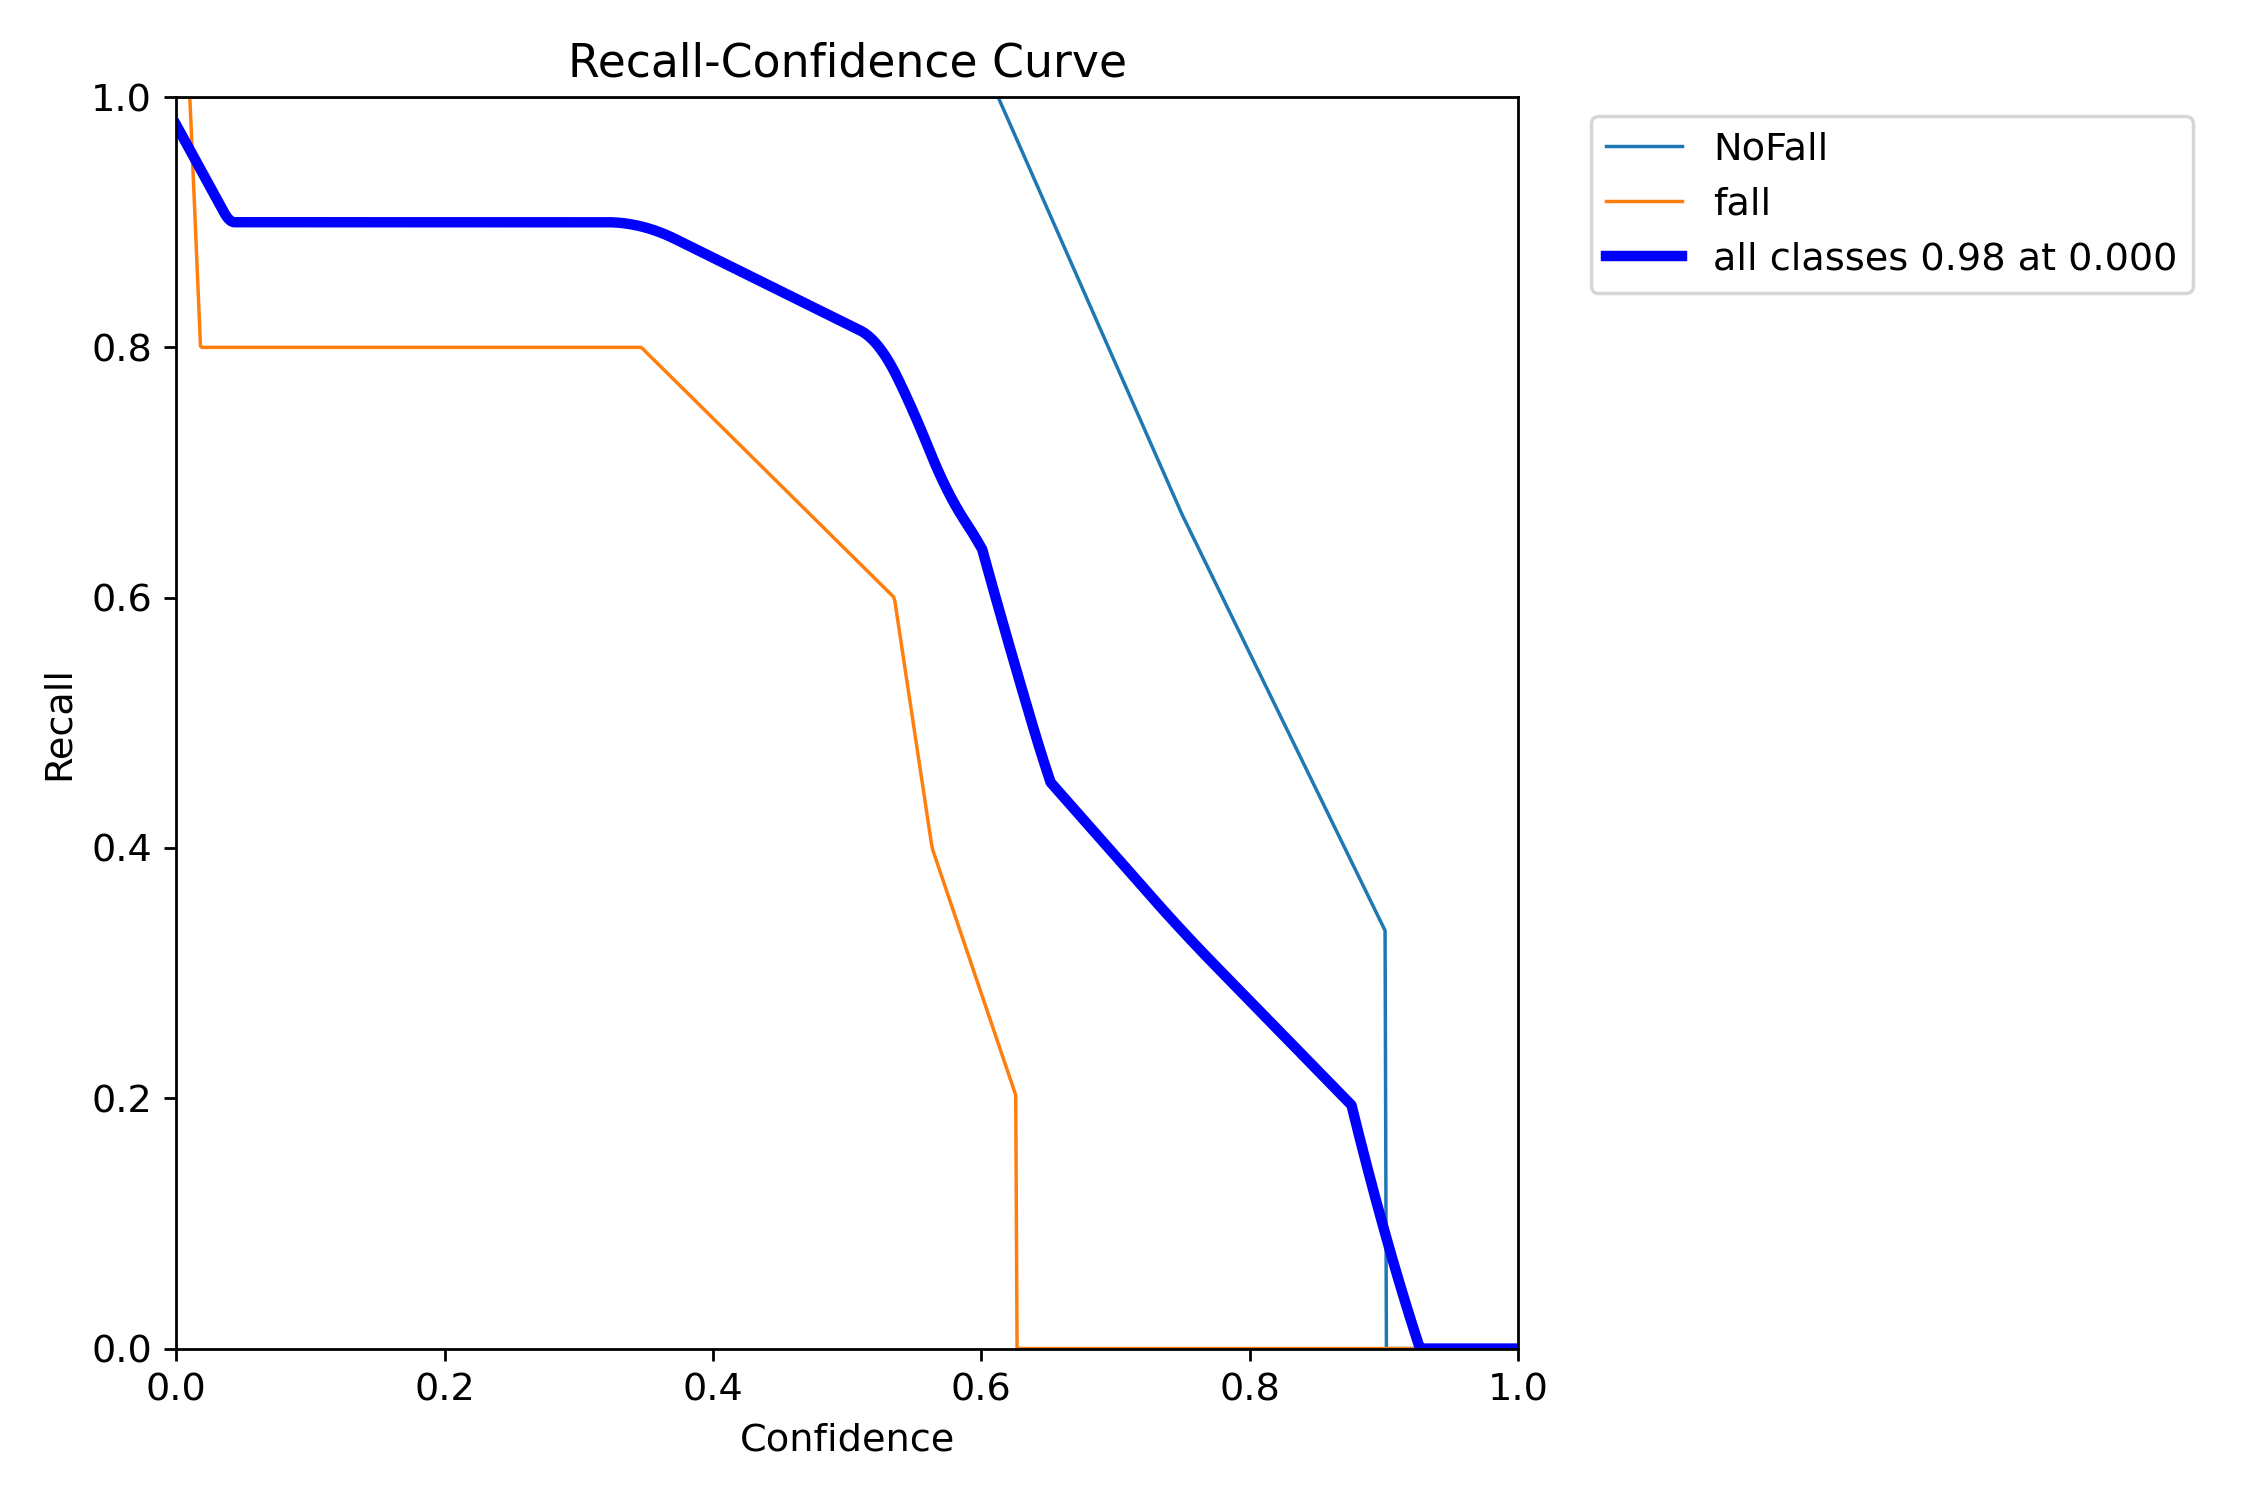 Recall-Confidence Curve
1.0
0.8
0.6
0.4
0.2
0.0
Recall
0.0 0.2 0.4 0.6 0.8 1.0
Confidence
NoFall
fall
all classes 0.98 at 0.000